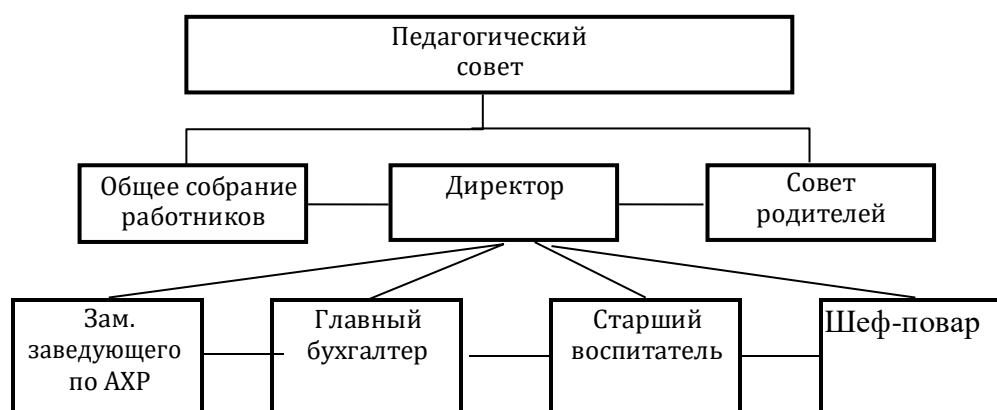 Педагогический
совет
Общее собрание
работников
Директор
Совет
родителей
Зам.
заведующего
по АХР
Главный
бухгалтер
Старший
воспитатель
Шеф-повар